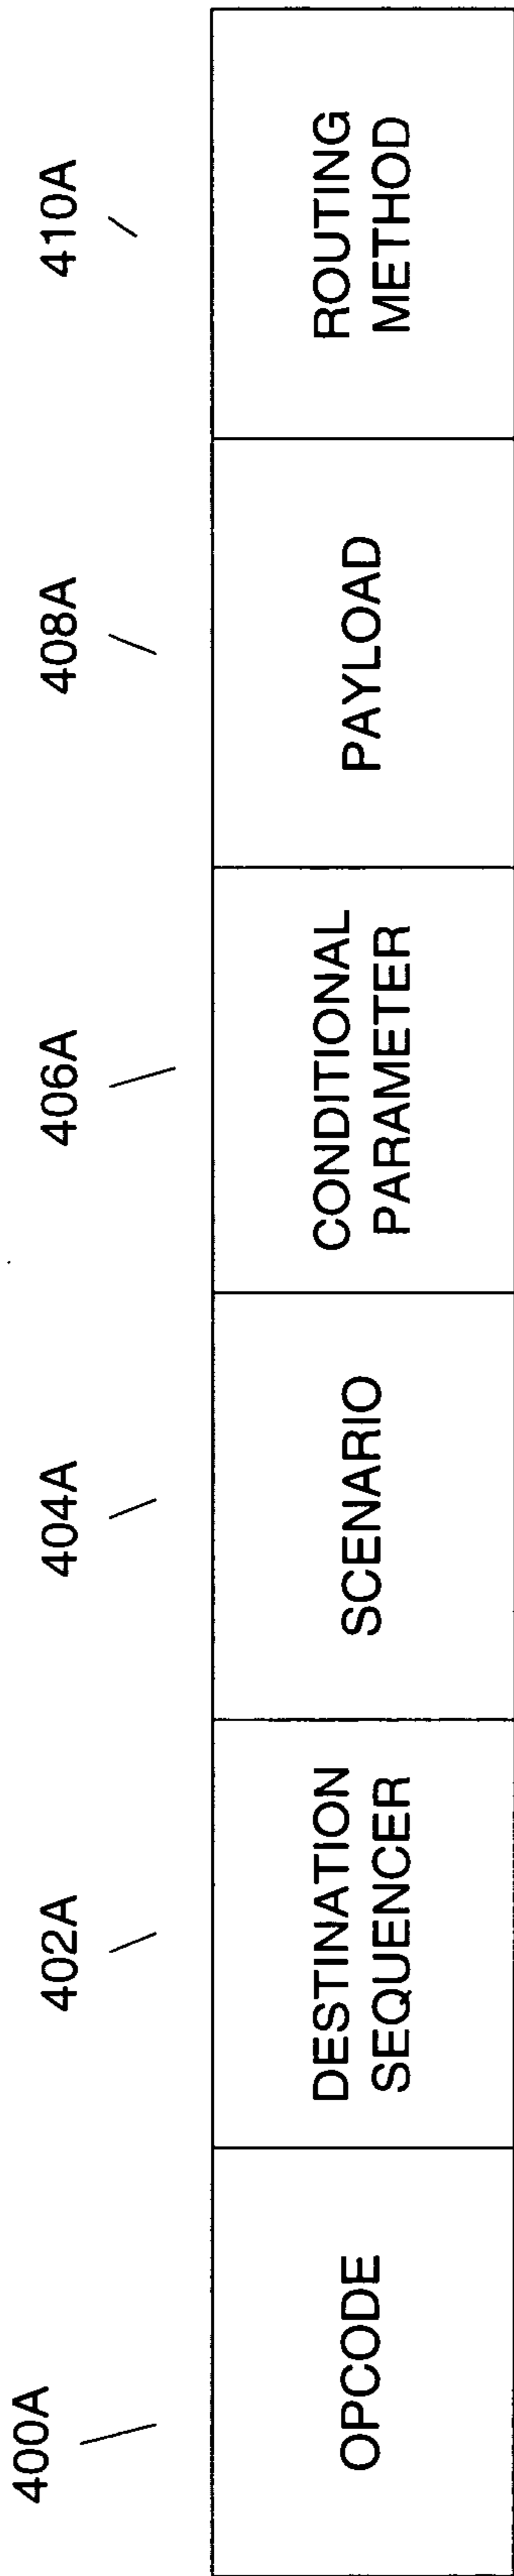 400A
402A
404A
406A
408A
410A
OPCODE
DESTINATION
SEQUENCER
SCENARIO
CONDITIONAL
PARAMETER
PAYLOAD
ROUTING
METHOD